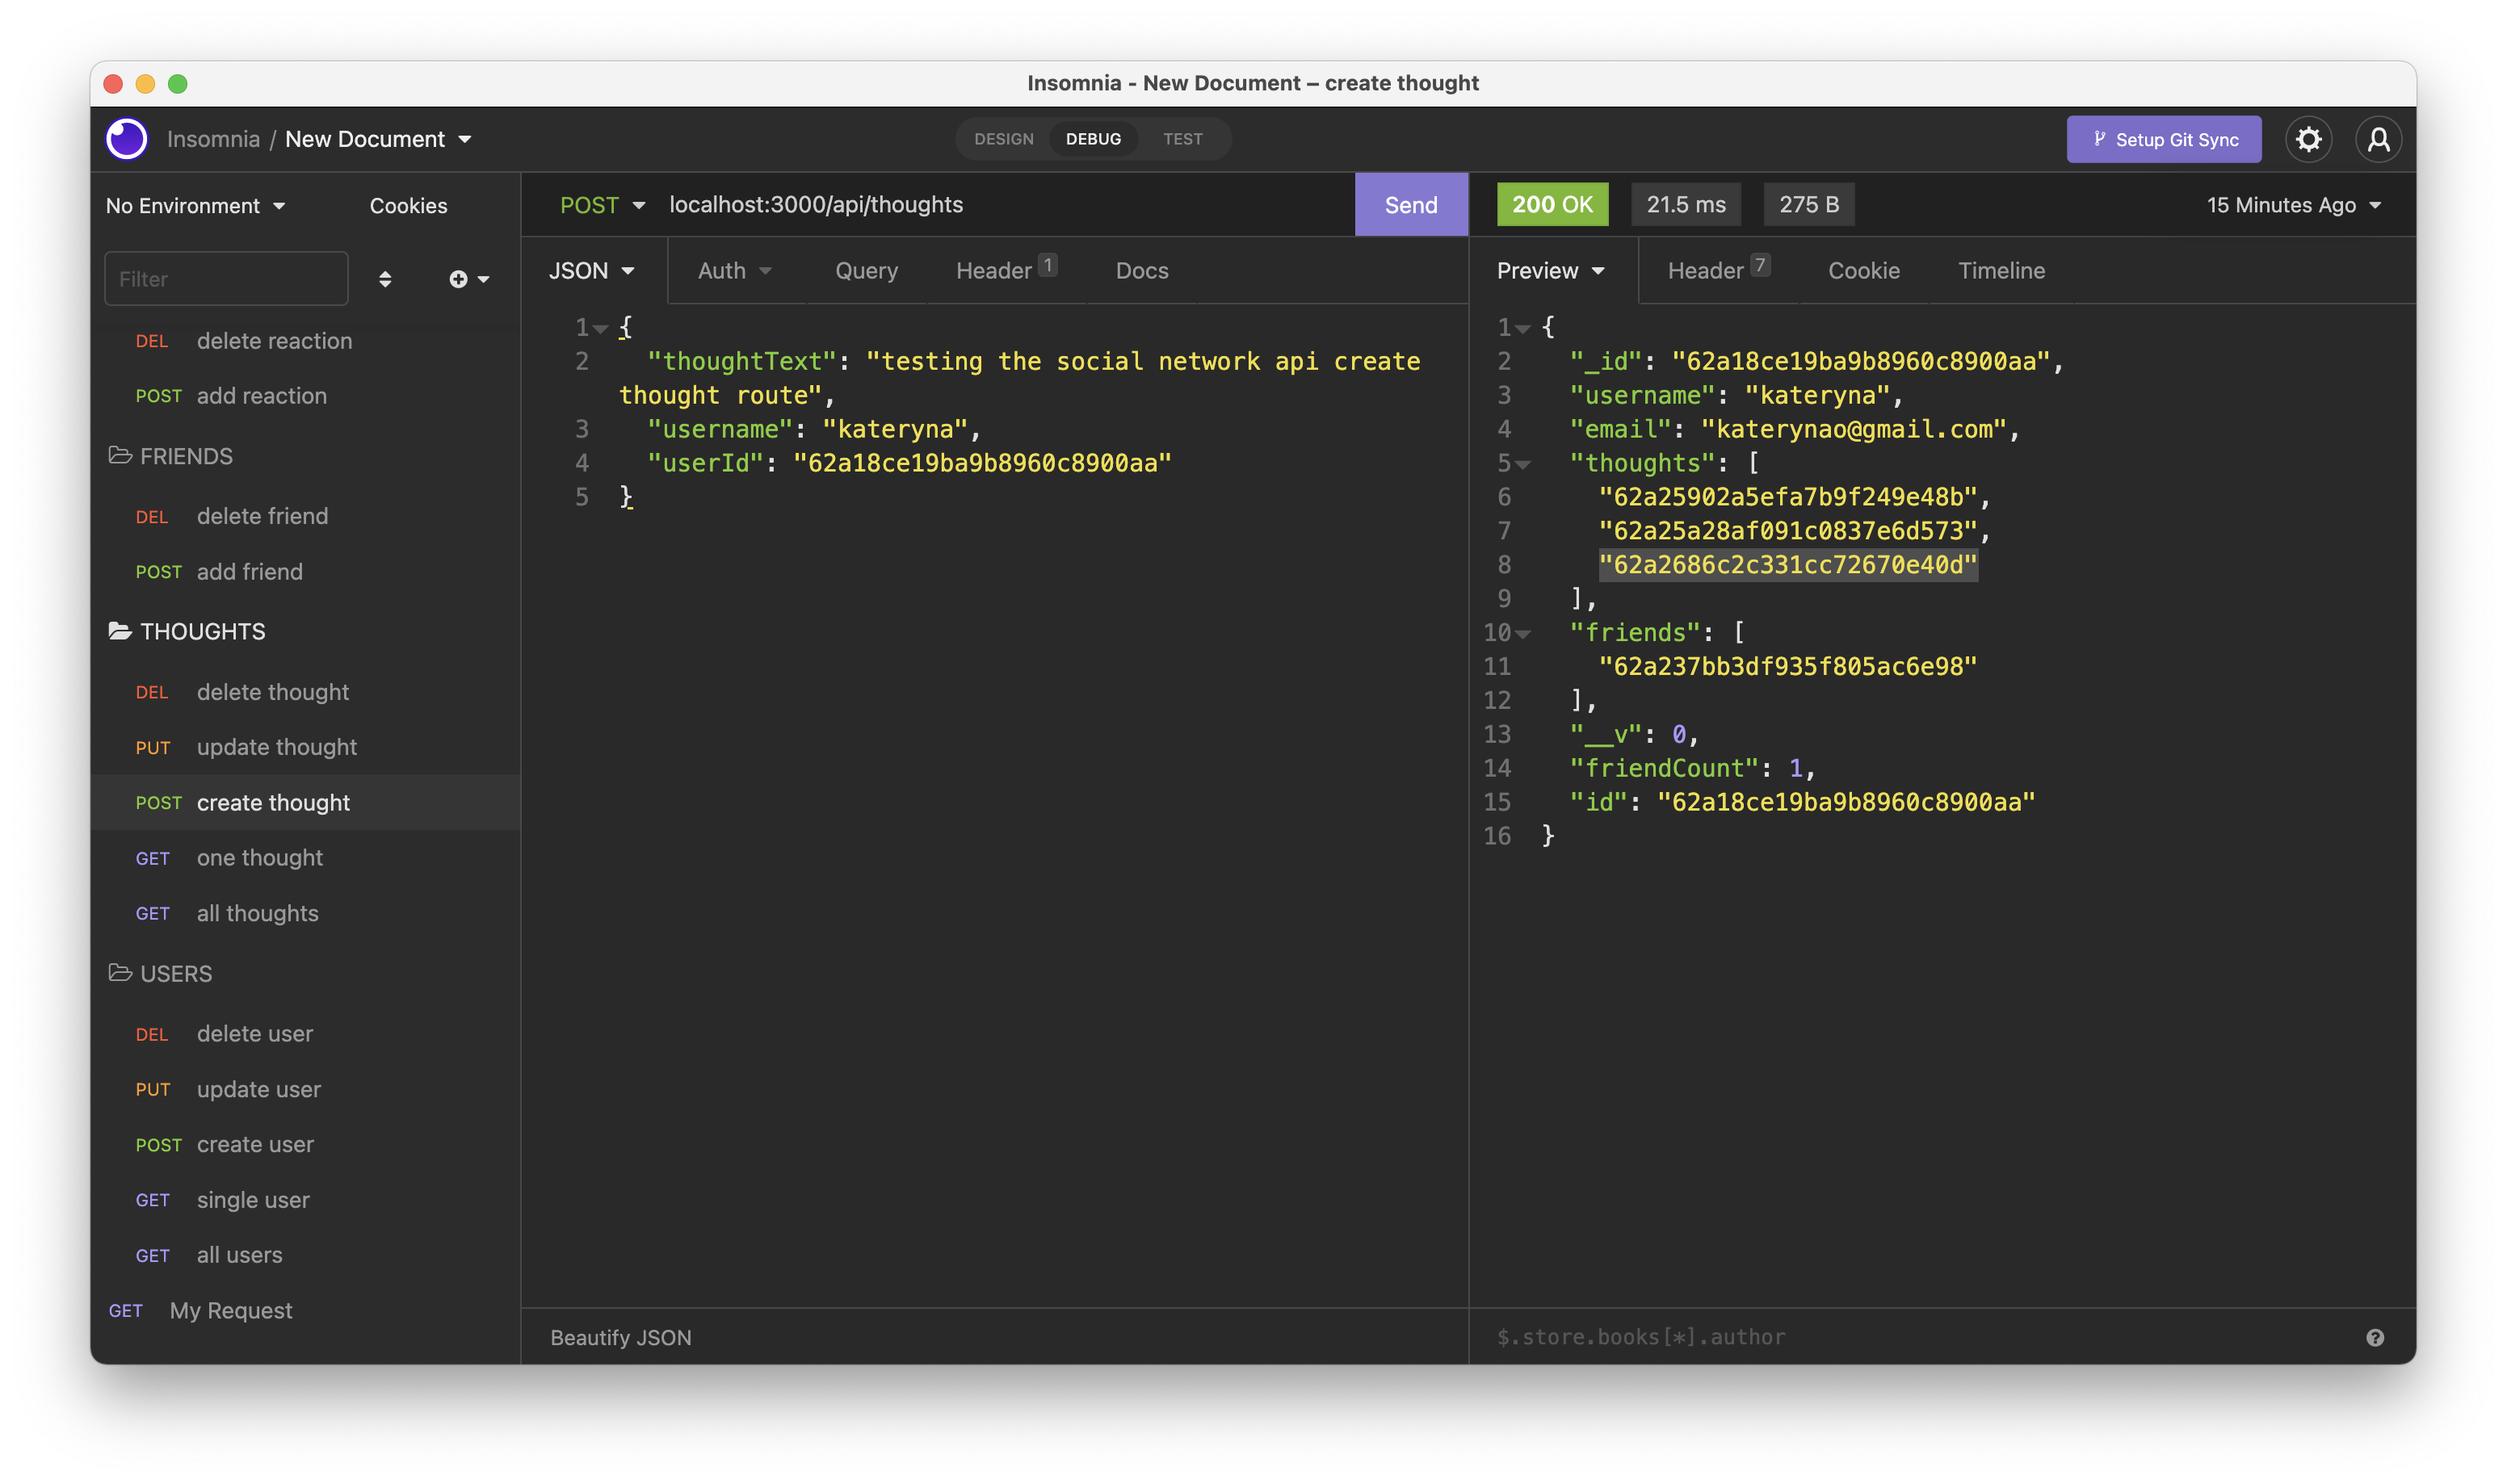 Insomnia - New Document – create thought
Insomnia / New Document
DESIGN DEBUG TEST
Setup Git Sync
No Environment Cookies
Filter
DEL delete reaction
POST add reaction
FRIENDS
DEL delete friend
POST add friend
THOUGHTS
DEL delete thought
PUT update thought
POST create thought
GET one thought
GET all thoughts
USERS
DEL delete user
PUT update user
POST create user
GET single user
GET all users
GET My Request
POST localhost:3000/api/thoughts Send
JSON Auth Query Header 1 Docs
1 {
2 "thoughtText": "testing the social network api create
thought route",
3 "username": "kateryna",
4 "userId": "62a18ce19ba9b8960c8900aa"
5 }
Beautify JSON
200 OK 21.5 ms 275 B 15 Minutes Ago
Preview Header 7 Cookie Timeline
1 {
2 "_id": "62a18ce19ba9b8960c8900aa",
3 "username": "kateryna",
4 "email": "katerynao@gmail.com",
5 "thoughts": [
6 "62a25902a5efa7b9f249e48b",
7 "62a25a28af091c0837e6d573",
8 "62a2686c2c331cc72670e40d"
9 ],
10 "friends": [
11 "62a237bb3df935f805ac6e98"
12 ],
13 "__v": 0,
14 "friendCount": 1,
15 "id": "62a18ce19ba9b8960c8900aa"
16 }
$.store.books[*].author